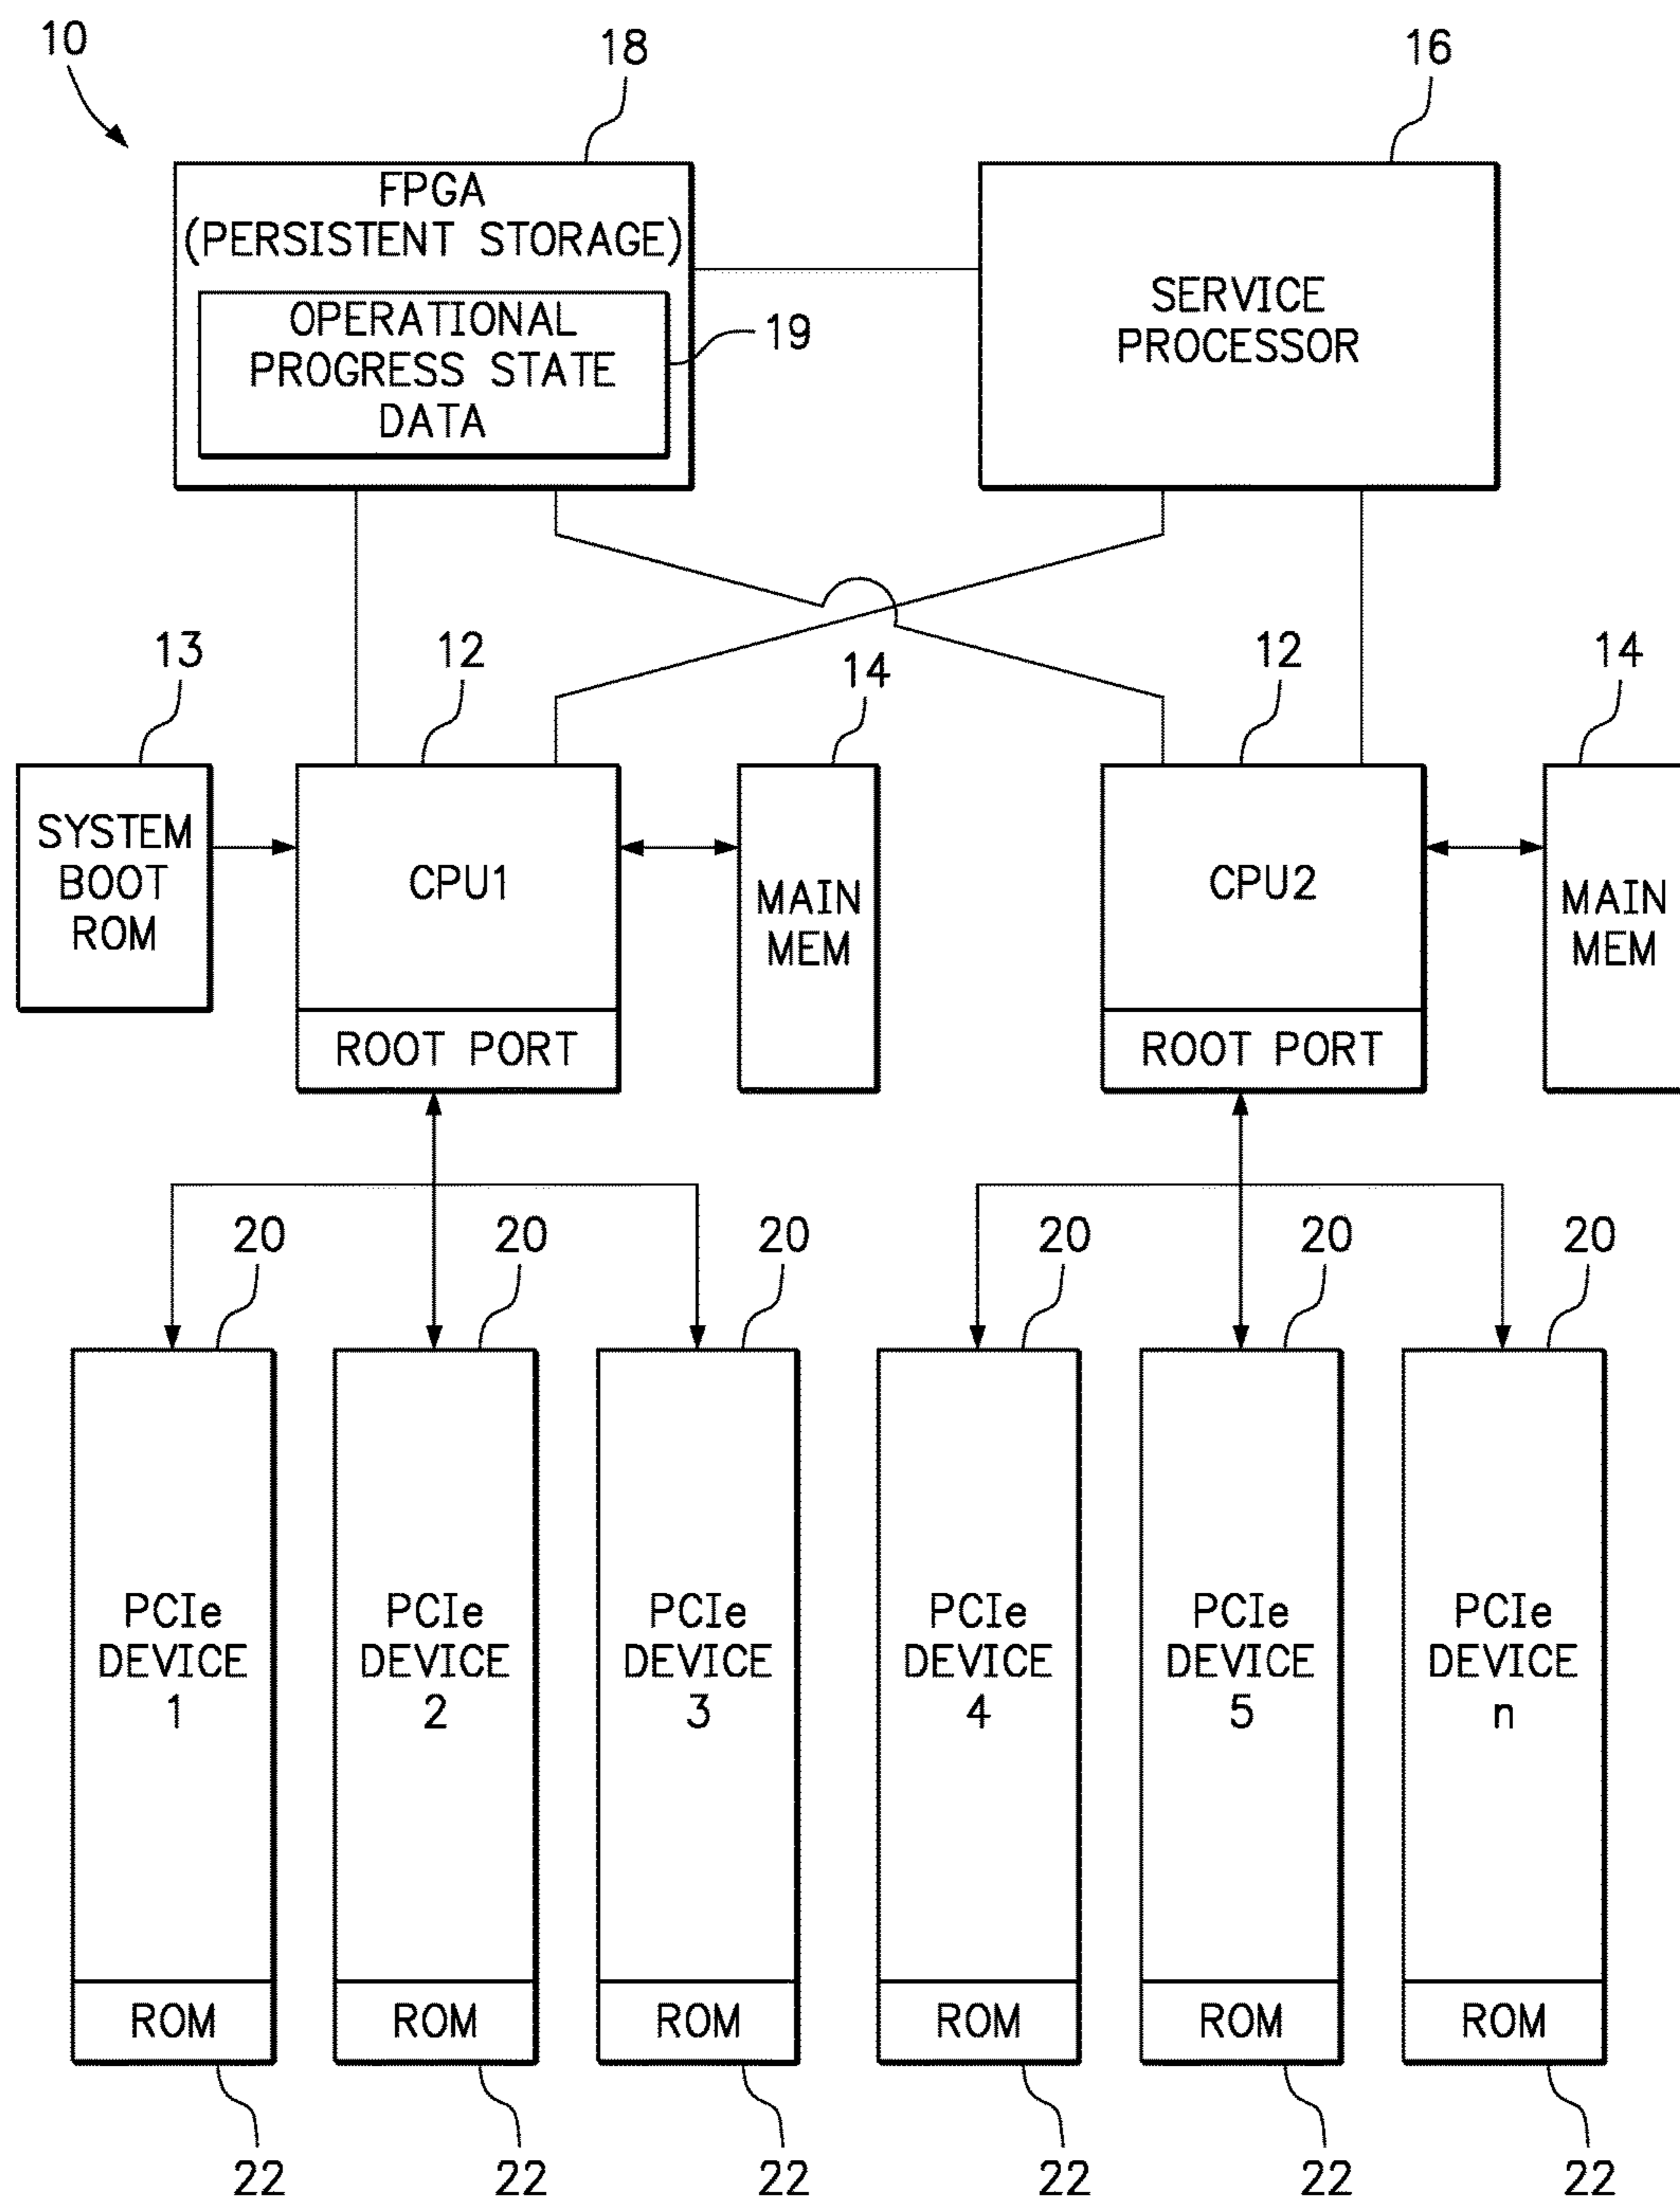 10
18
16
FPGA
(PERSISTENT STORAGE)
OPERATIONAL
PROGRESS STATE
DATA
19
SERVICE
PROCESSOR
13
12
14
12
14
SYSTEM
BOOT
ROM
CPU1
ROOT PORT
MAIN
MEM
CPU2
ROOT PORT
MAIN
MEM
20
20
20
20
20
20
PCIe
DEVICE
1
PCIe
DEVICE
2
PCIe
DEVICE
3
PCIe
DEVICE
4
PCIe
DEVICE
5
PCIe
DEVICE
n
ROM
ROM
ROM
ROM
ROM
ROM
22
22
22
22
22
22